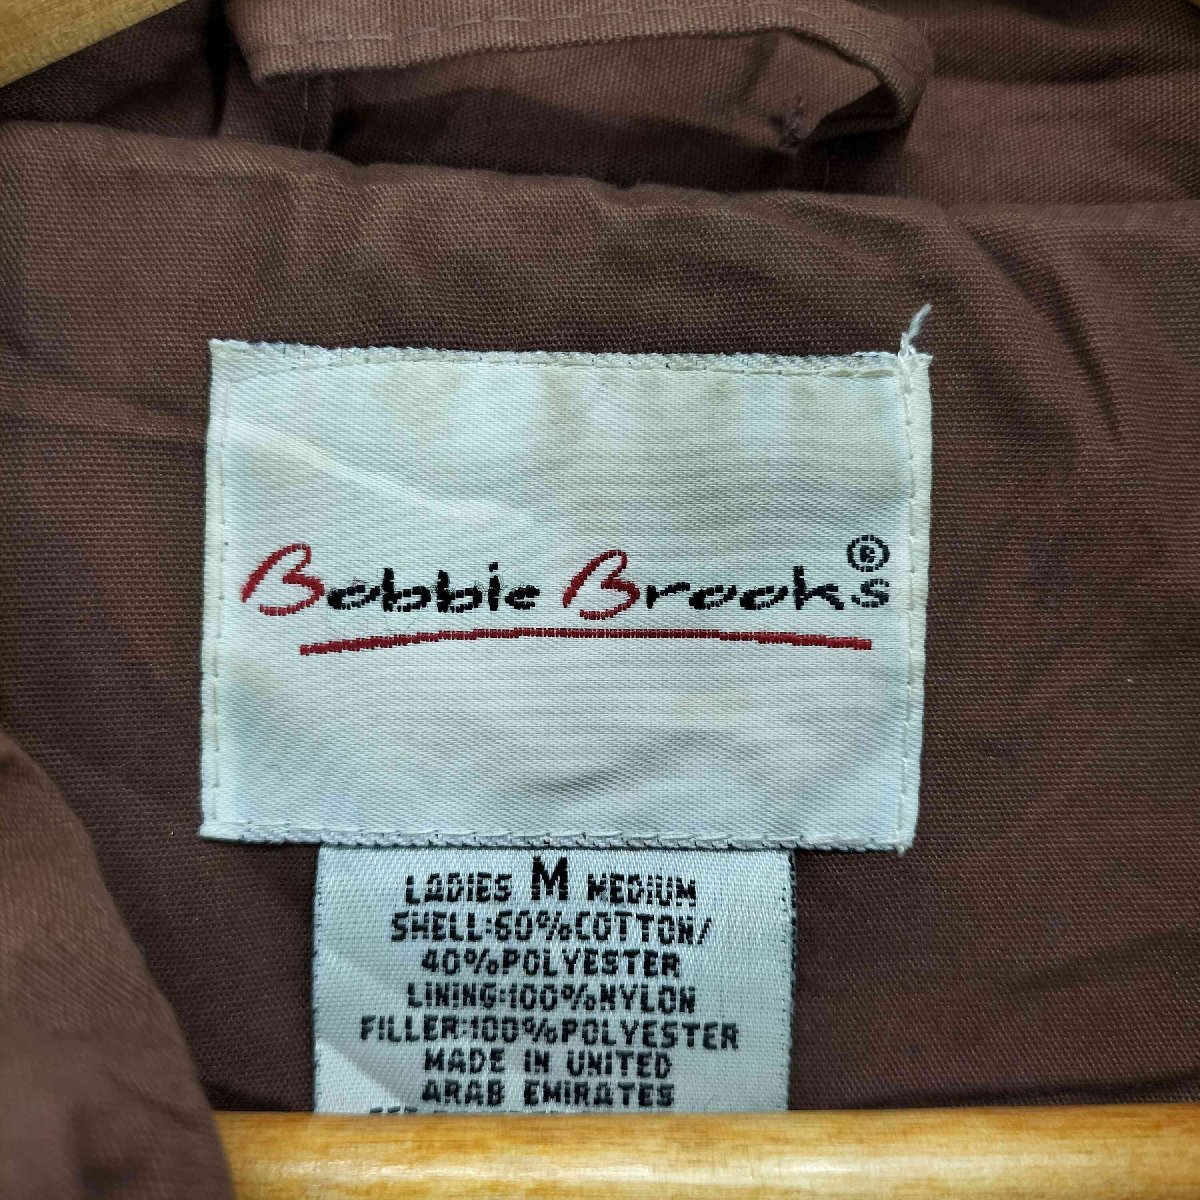 Bobbie Brooks®
LADIES M MEDIUM
SHELL:60%COTTON/
40%POLYESTER
LINING:100%NYLON
FILLER:100%POLYESTER
MADE IN UNITED
ARAB EMIRATES